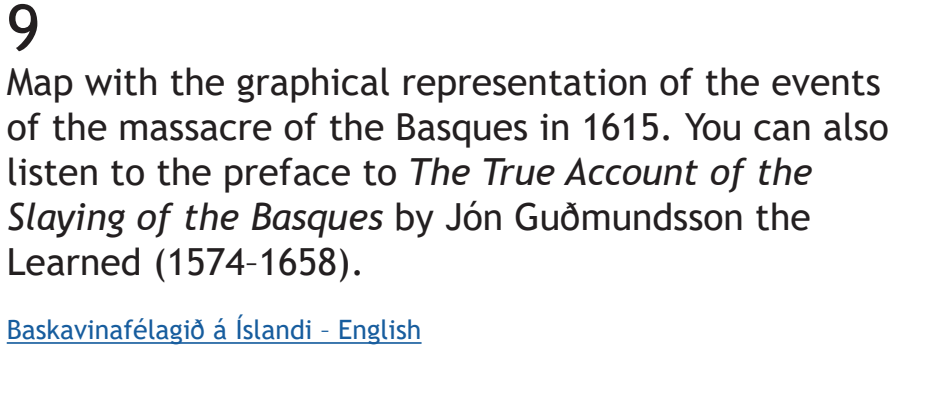 9
Map with the graphical representation of the events
of the massacre of the Basques in 1615. You can also
listen to the preface to The True Account of the
Slaying of the Basques by Jón Guðmundsson the
Learned (1574–1658).
Baskavinafélagið á Íslandi – English